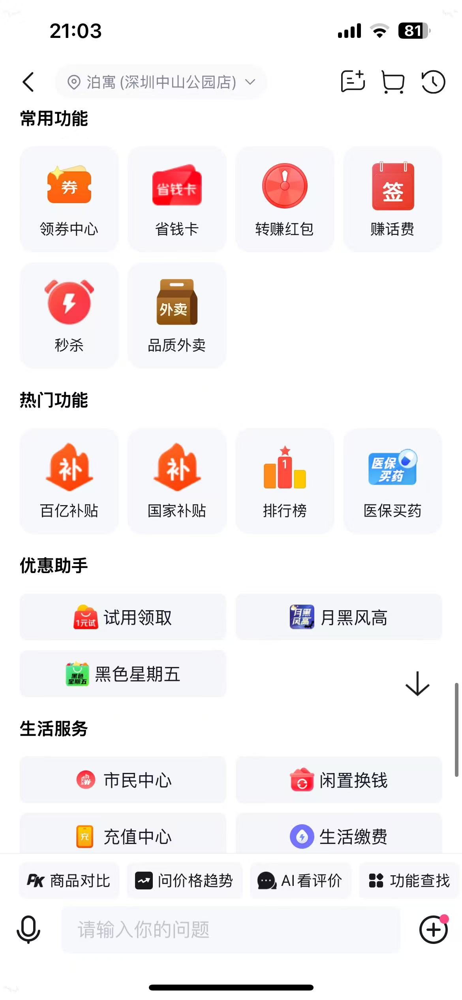 21:03
81
泊寓 (深圳中山公园店)
常用功能
券
省钱卡
签
领券中心
省钱卡
转赚红包
赚话费
外卖
秒杀
品质外卖
热门功能
补
补
1
医保
买药
百亿补贴
国家补贴
排行榜
医保买药
优惠助手
1元试
试用领取
月黑
风高
月黑风高
黑色
星期五
黑色星期五
生活服务
市民中心
闲置换钱
充
充值中心
生活缴费
PK 商品对比
问价格趋势
AI看评价
功能查找
请输入你的问题